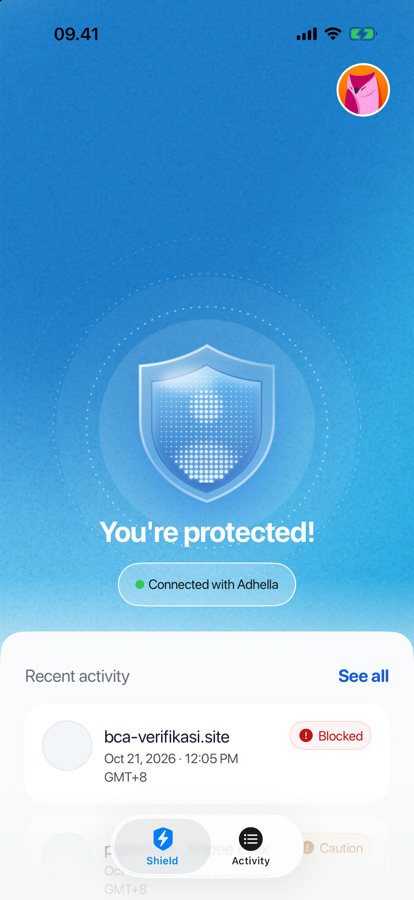 09.41
You're protected!
Connected with Adhella
Recent activity
See all
bca-verifikasi.site
Blocked
Oct 21, 2026 · 12:05 PM
GMT+8
Caution
GMT+8
Shield
Activity